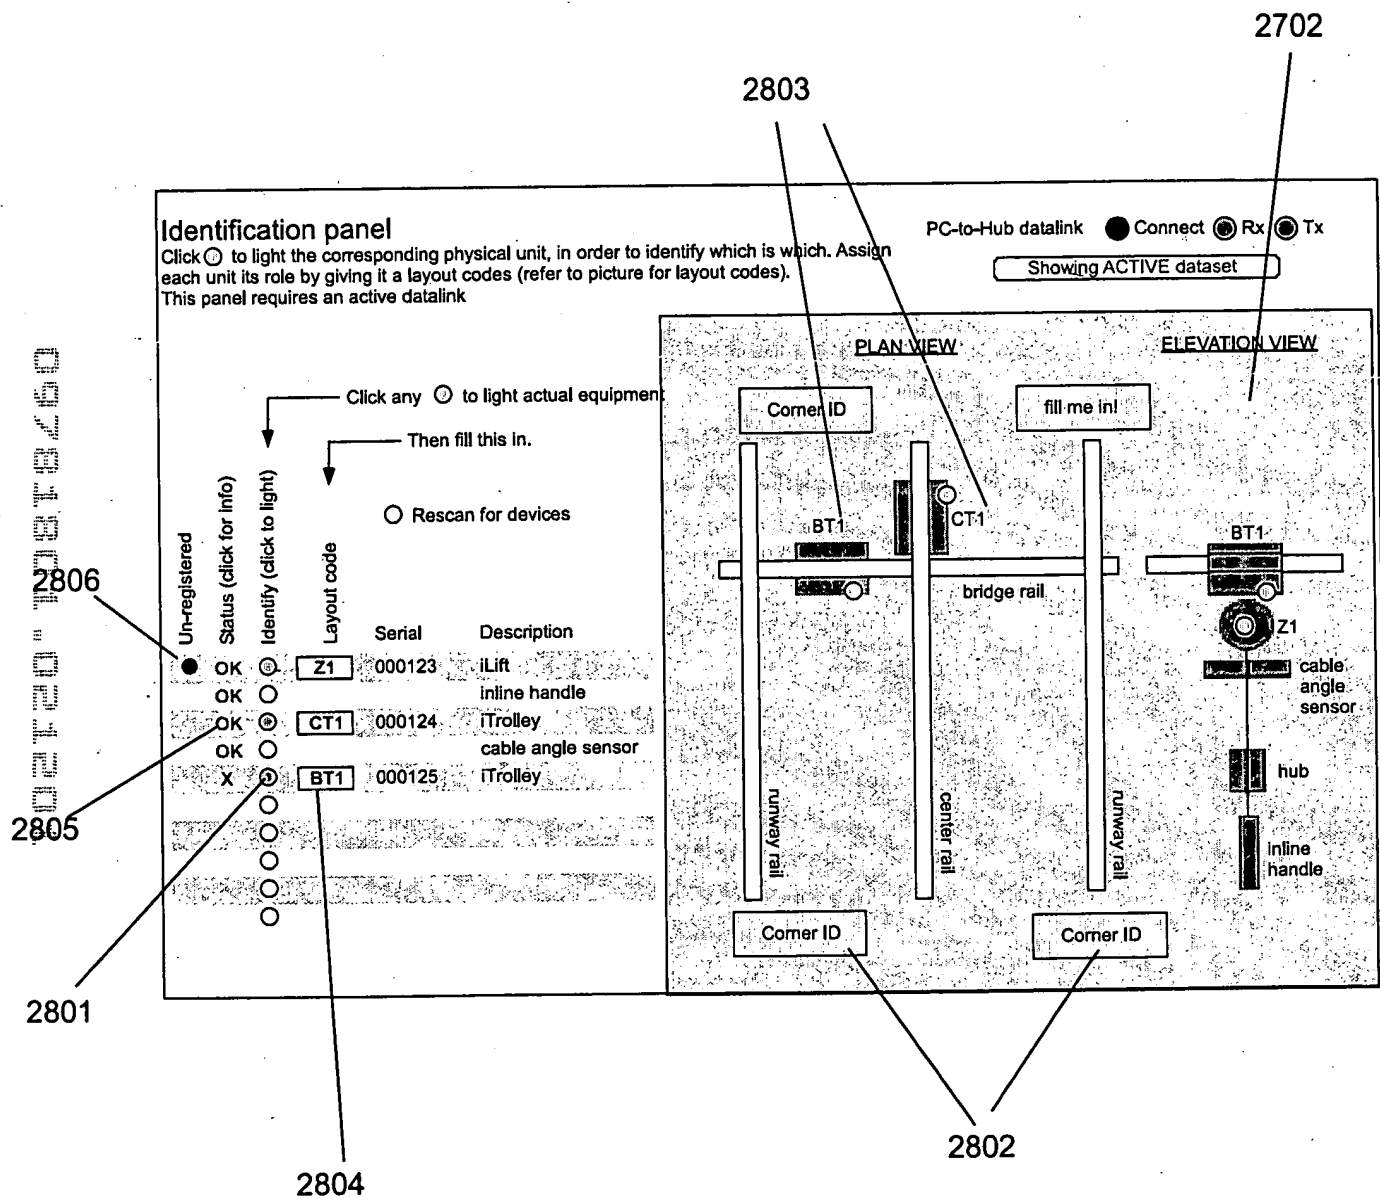 2702
2803
Identification panel
PC-to-Hub datalink Connect Rx Tx
Click to light the corresponding physical unit, in order to identify which is which. Assign
each unit its role by giving it a layout codes (refer to picture for layout codes).
This panel requires an active datalink
Showing ACTIVE dataset
PLAN VIEW
ELEVATION VIEW
Click any to light actual equipment
Then fill this in.
Rescan for devices
Corner ID
fill me in!
BT1
CT1
bridge rail
BT1
Z1
cable
angle
sensor
hub
inline
handle
runway rail
center rail
runway rail
Corner ID
Corner ID
2806
Un-registered
Status (click for info)
Identify (click to light)
Layout code
Serial
Description
OK Z1 000123 iLift
OK inline handle
OK CT1 000124 iTrolley
OK cable angle sensor
X BT1 000125 iTrolley
2805
2801
2804
2802